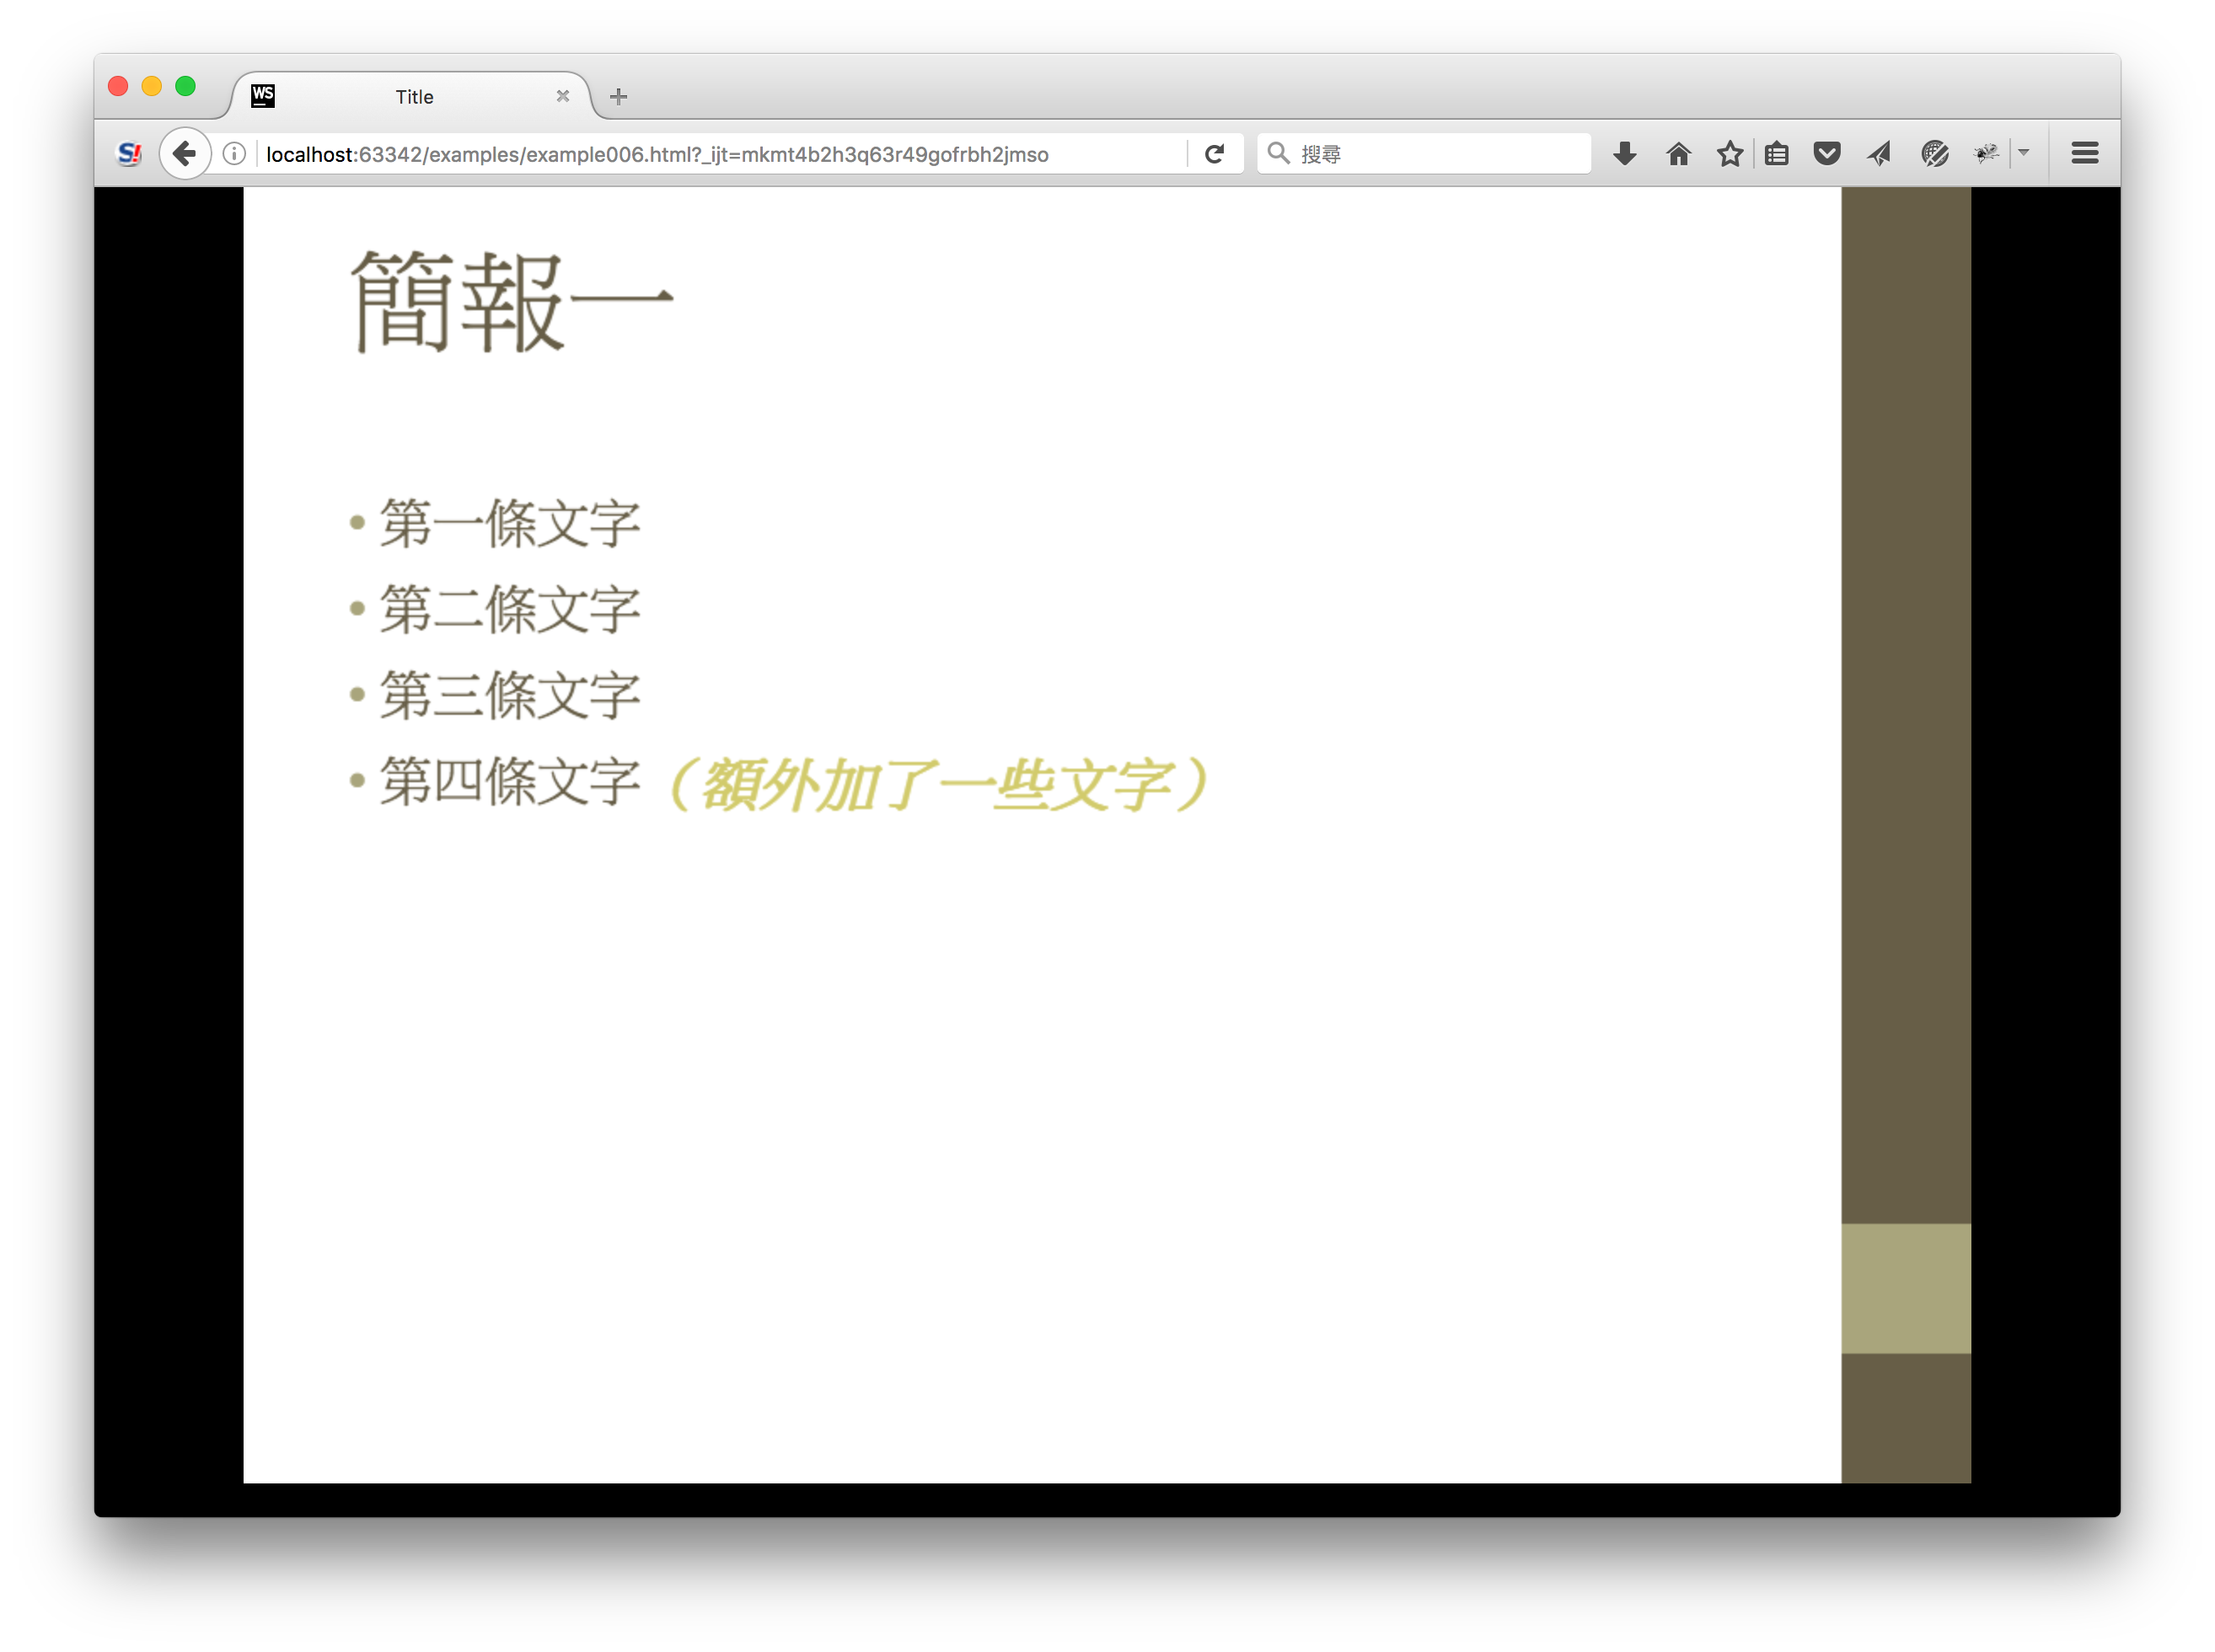 WS
Title
S!
localhost:63342/examples/example006.html?_ijt=mkmt4b2h3q63r49gofrbh2jmso
搜尋
簡報一
• 第一條文字
• 第二條文字
• 第三條文字
• 第四條文字（額外加了一些文字）